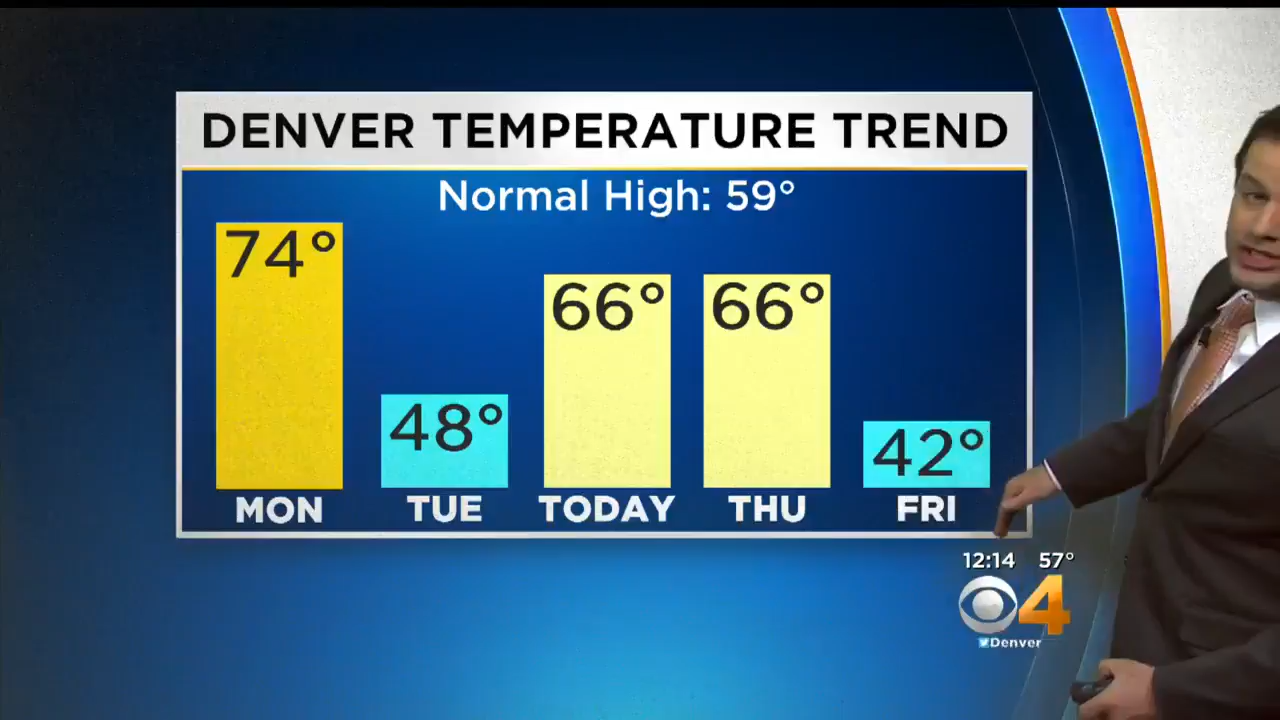 DENVER TEMPERATURE TREND
Normal High: 59°
74° 48° 66° 66° 42°
MON TUE TODAY THU FRI
12:14 57°
4
Denver